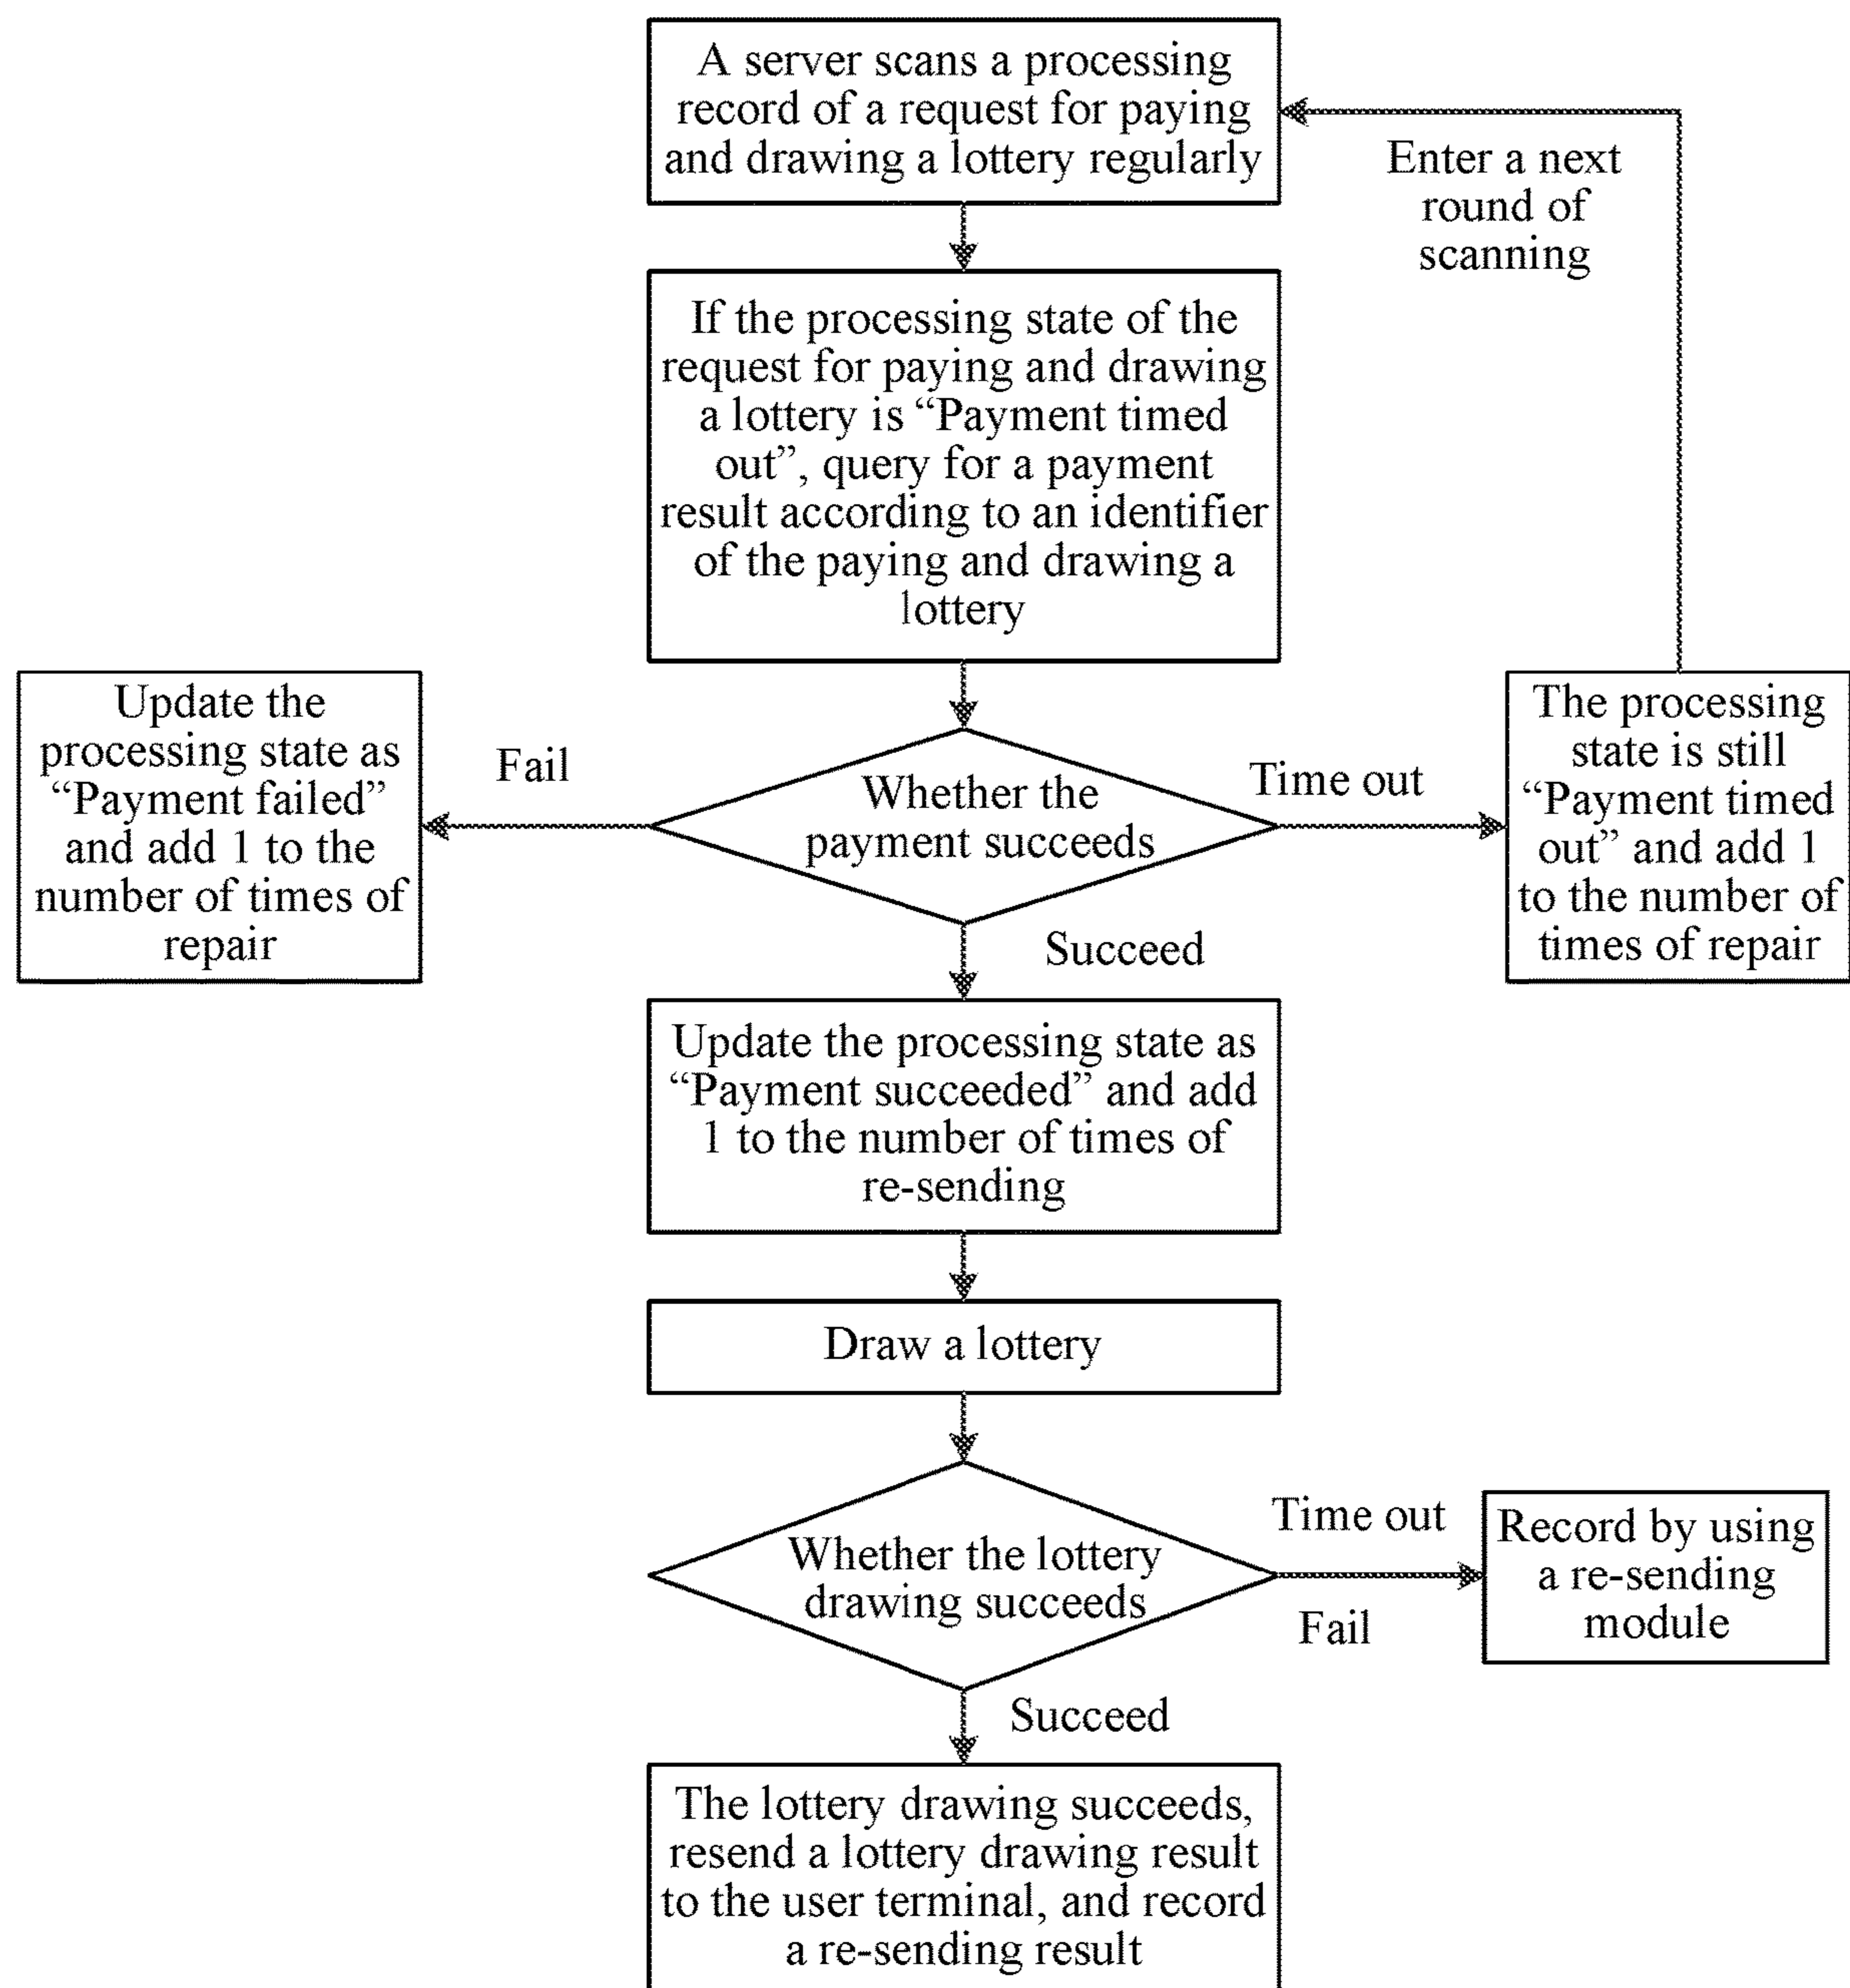 A server scans a processing
record of a request for paying
and drawing a lottery regularly
Enter a next
round of
scanning
If the processing state of the
request for paying and drawing
a lottery is “Payment timed
out”, query for a payment
result according to an identifier
of the paying and drawing a
lottery
Update the
processing state as
“Payment failed”
and add 1 to the
number of times of
repair
Fail
Whether the
payment succeeds
Time out
The processing
state is still
“Payment timed
out” and add 1
to the number of
times of repair
Succeed
Update the processing state as
“Payment succeeded” and add
1 to the number of times of
re-sending
Draw a lottery
Whether the lottery
drawing succeeds
Time out
Fail
Record by using
a re-sending
module
Succeed
The lottery drawing succeeds,
resend a lottery drawing result
to the user terminal, and record
a re-sending result